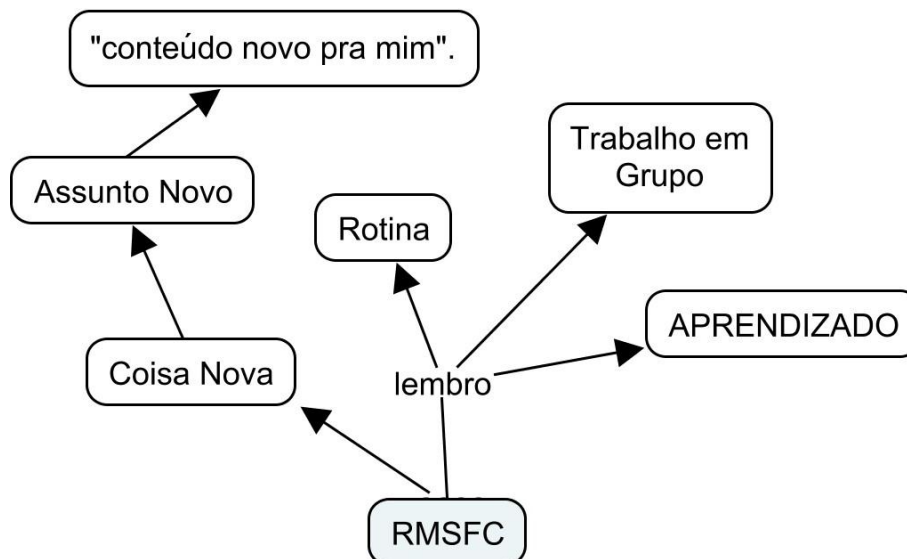 "conteúdo novo pra mim".
Trabalho em
Grupo
Assunto Novo
Rotina
APRENDIZADO
Coisa Nova
lembro
RMSFC